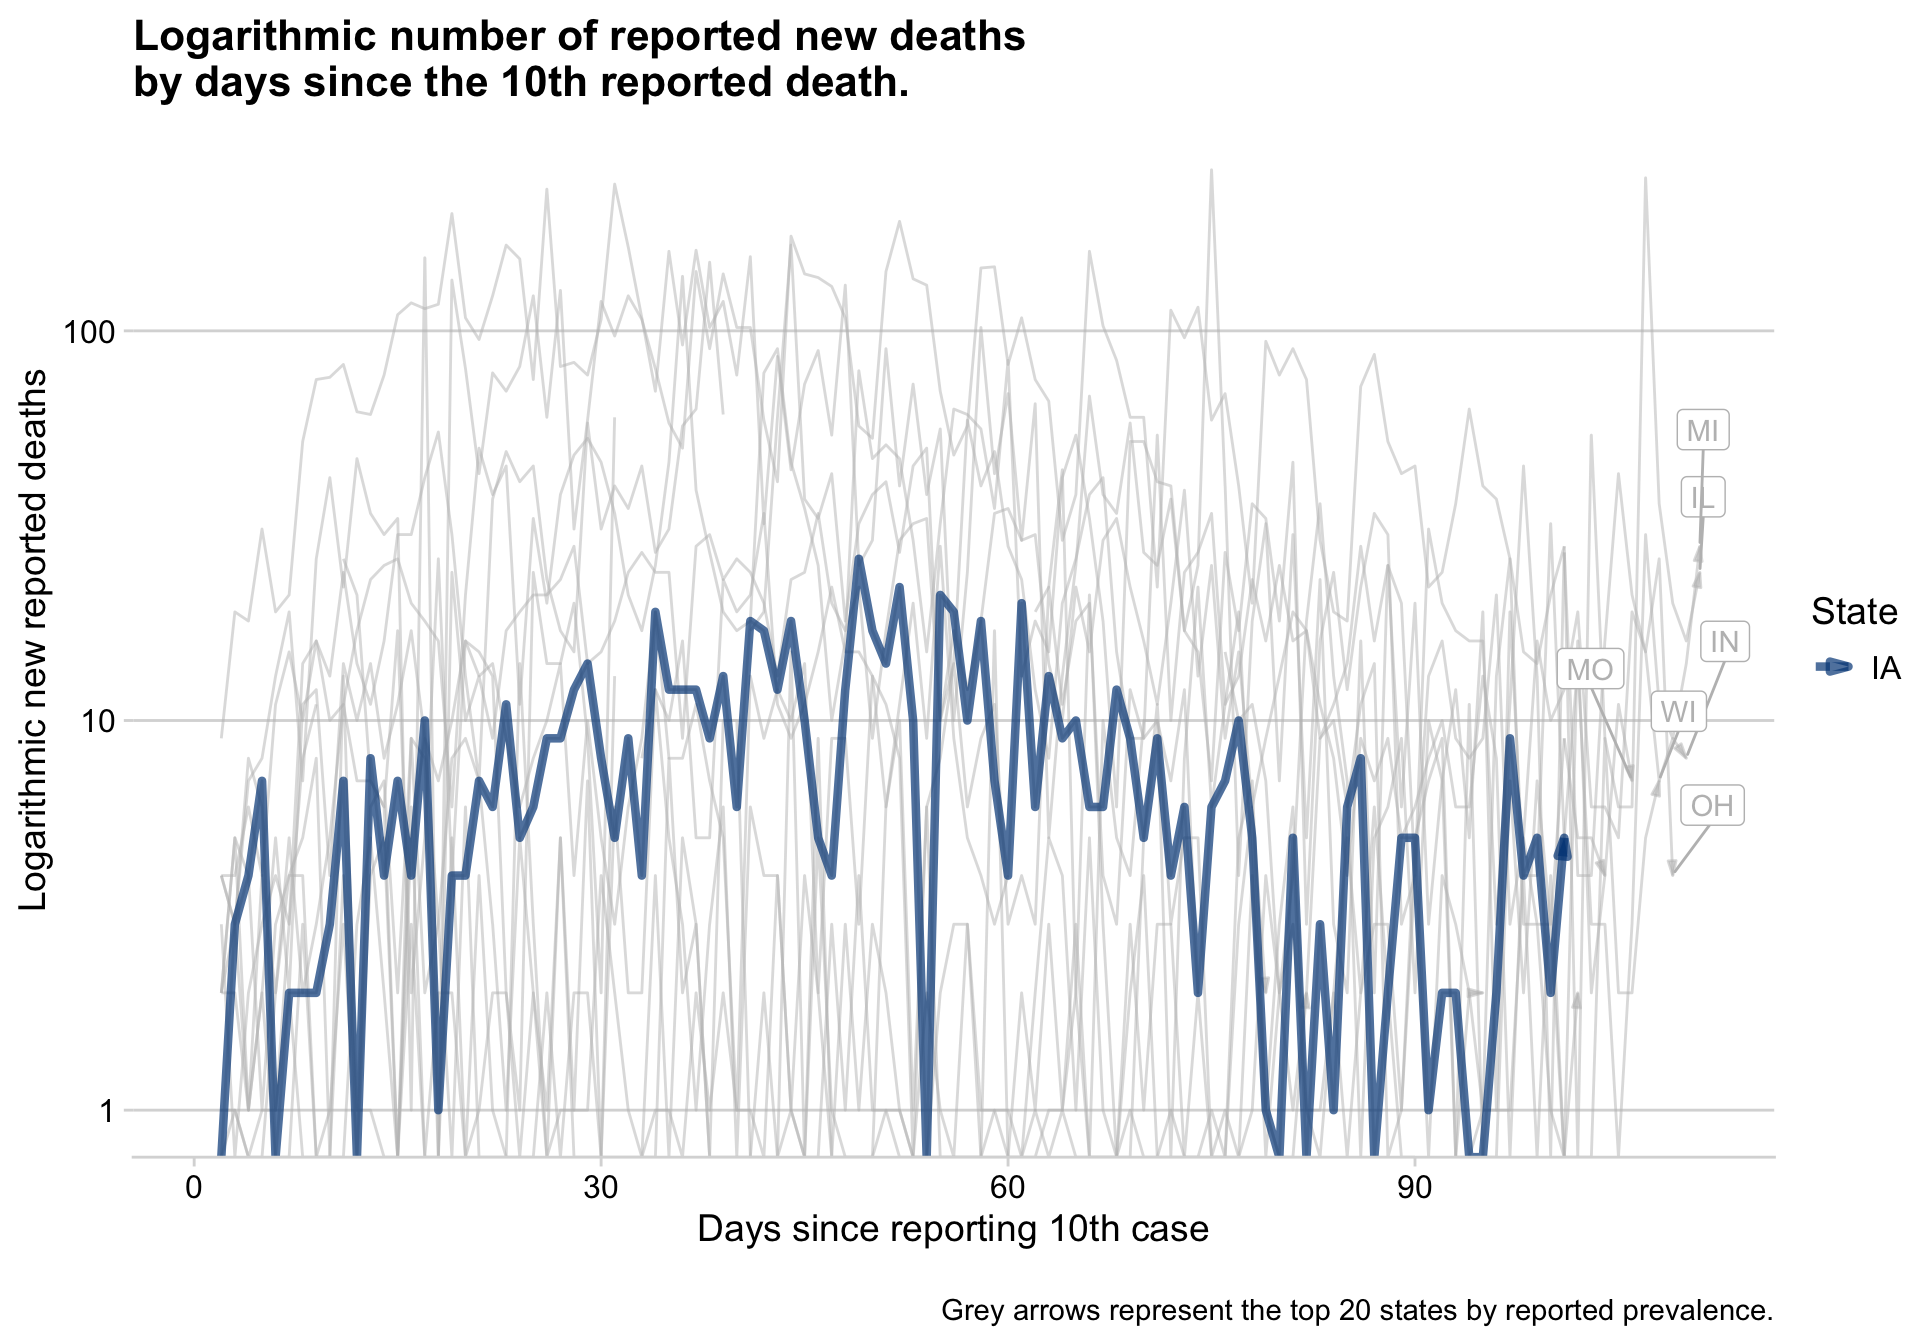 Logarithmic number of reported new deaths
by days since the 10th reported death.
Logarithmic new reported deaths
100
10
1
MI
IL
IN
MO
WI
OH
State
IA
0
30
60
90
Days since reporting 10th case
Grey arrows represent the top 20 states by reported prevalence.